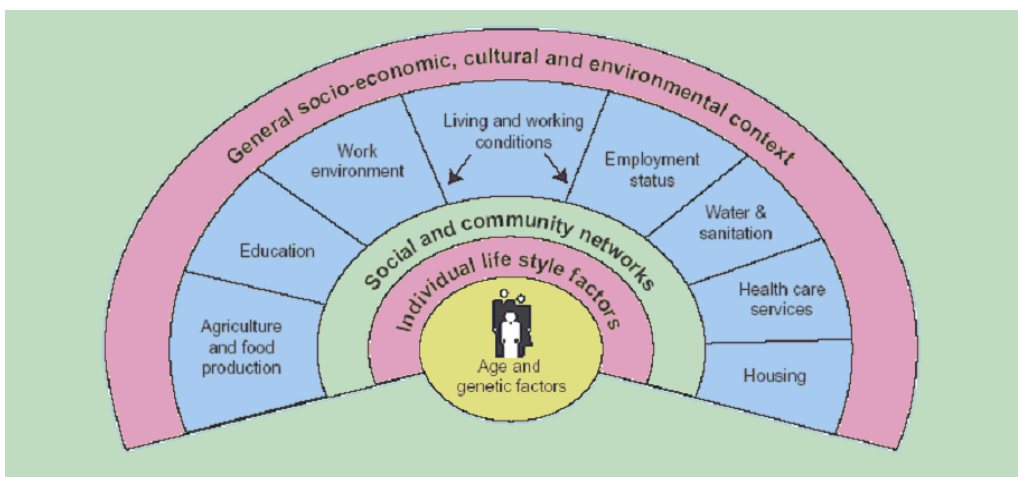 General socio-economic, cultural and environmental context
Living and working
conditions
Work
environment
Employment
status
Education
Water &
sanitation
Agriculture
and food
production
Health care
services
Housing
Social and community networks
Individual life style factors
Age and
genetic factors